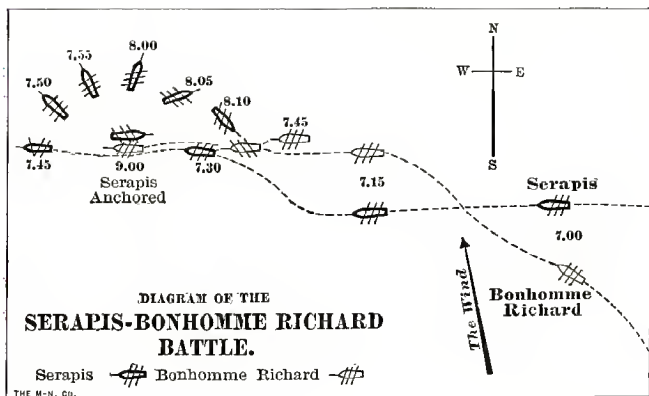 8.00
7.55
7.50
8.05
8.10
7.45
7.45
9.00
7.30
Serapis
Anchored
7.15
N
W E
S
Serapis
7.00
Bonhomme
Richard
The Wind
DIAGRAM OF THE
SERAPIS-BONHOMME RICHARD
BATTLE.
Serapis Bonhomme Richard
THE M.-N. CO.